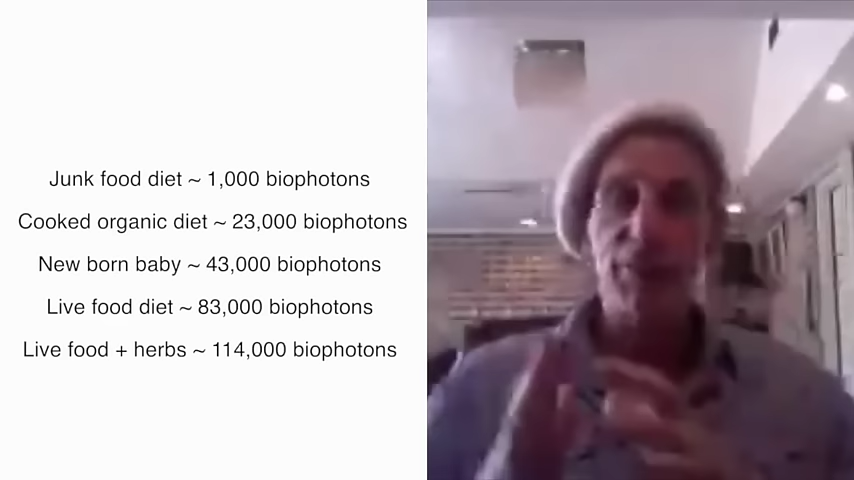 Junk food diet ~ 1,000 biophotons
Cooked organic diet ~ 23,000 biophotons
New born baby ~ 43,000 biophotons
Live food diet ~ 83,000 biophotons
Live food + herbs ~ 114,000 biophotons